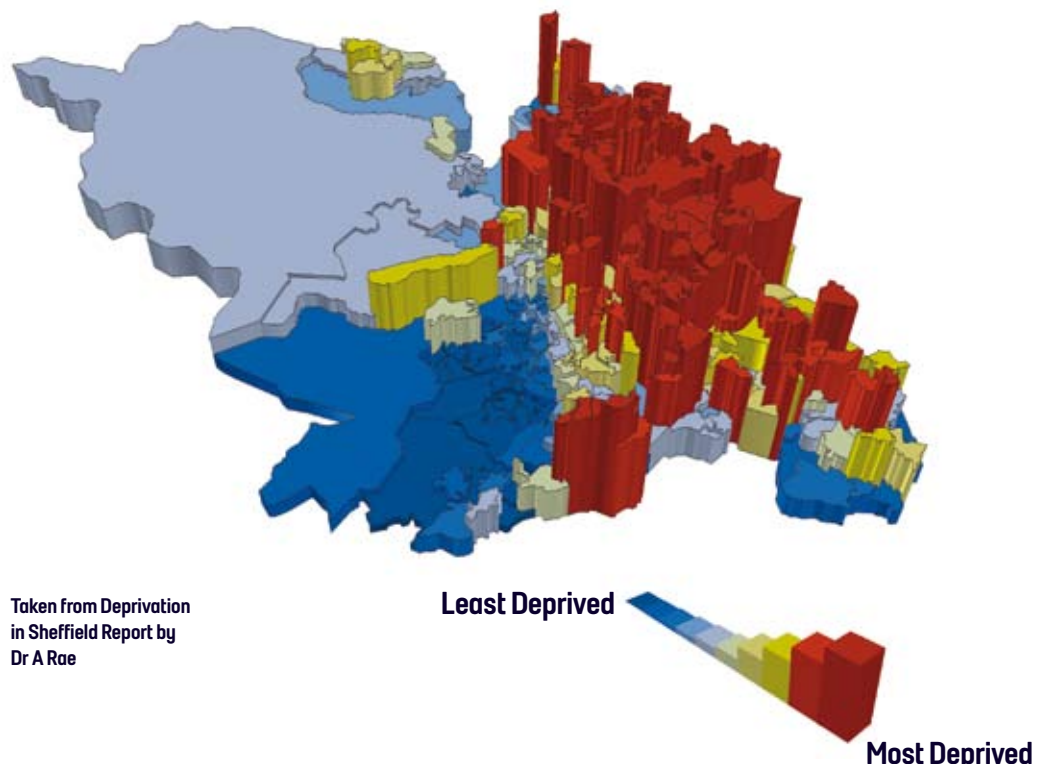 Taken from Deprivation
in Sheffield Report by
Dr A Rae
Least Deprived
Most Deprived